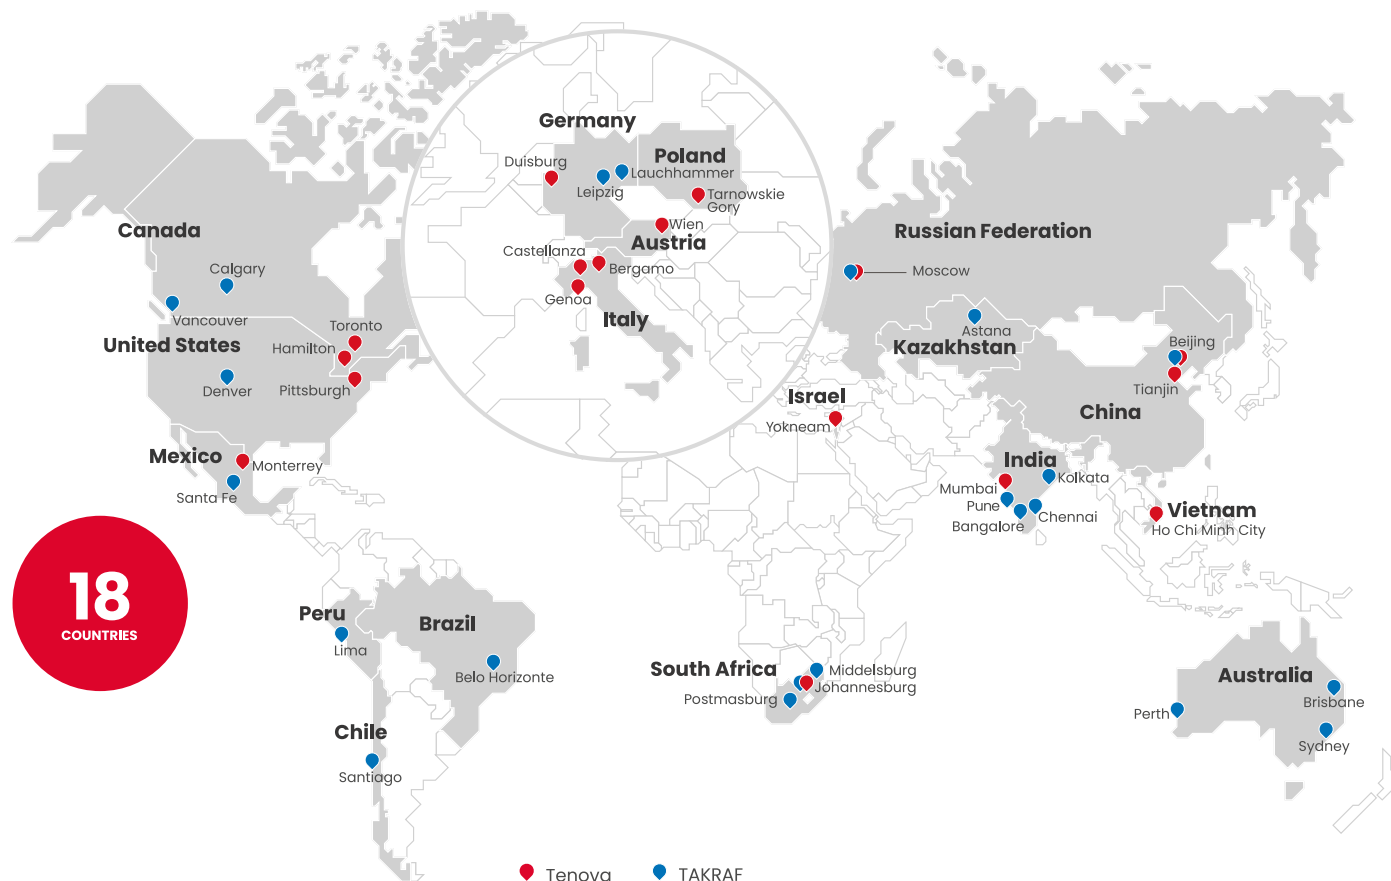 Germany
Duisburg
Poland
Lauchhammer
Leipzig
Tarnowskie
Gory
Wien
Austria
Castellanza
Bergamo
Genoa
Italy
Canada
Calgary
Vancouver
Toronto
United States
Hamilton
Denver
Pittsburgh
Mexico
Monterrey
Santa Fe
Russian Federation
Moscow
Astana
Kazakhstan
Beijing
Tianjin
China
Israel
Yokneam
India
Kolkata
Mumbai
Pune
Chennai
Bangalore
Vietnam
Ho Chi Minh City
18
COUNTRIES
Peru
Lima
Brazil
Belo Horizonte
Chile
Santiago
South Africa
Middelsburg
Johannesburg
Postmasburg
Australia
Brisbane
Perth
Sydney
Tenova
TAKRAF